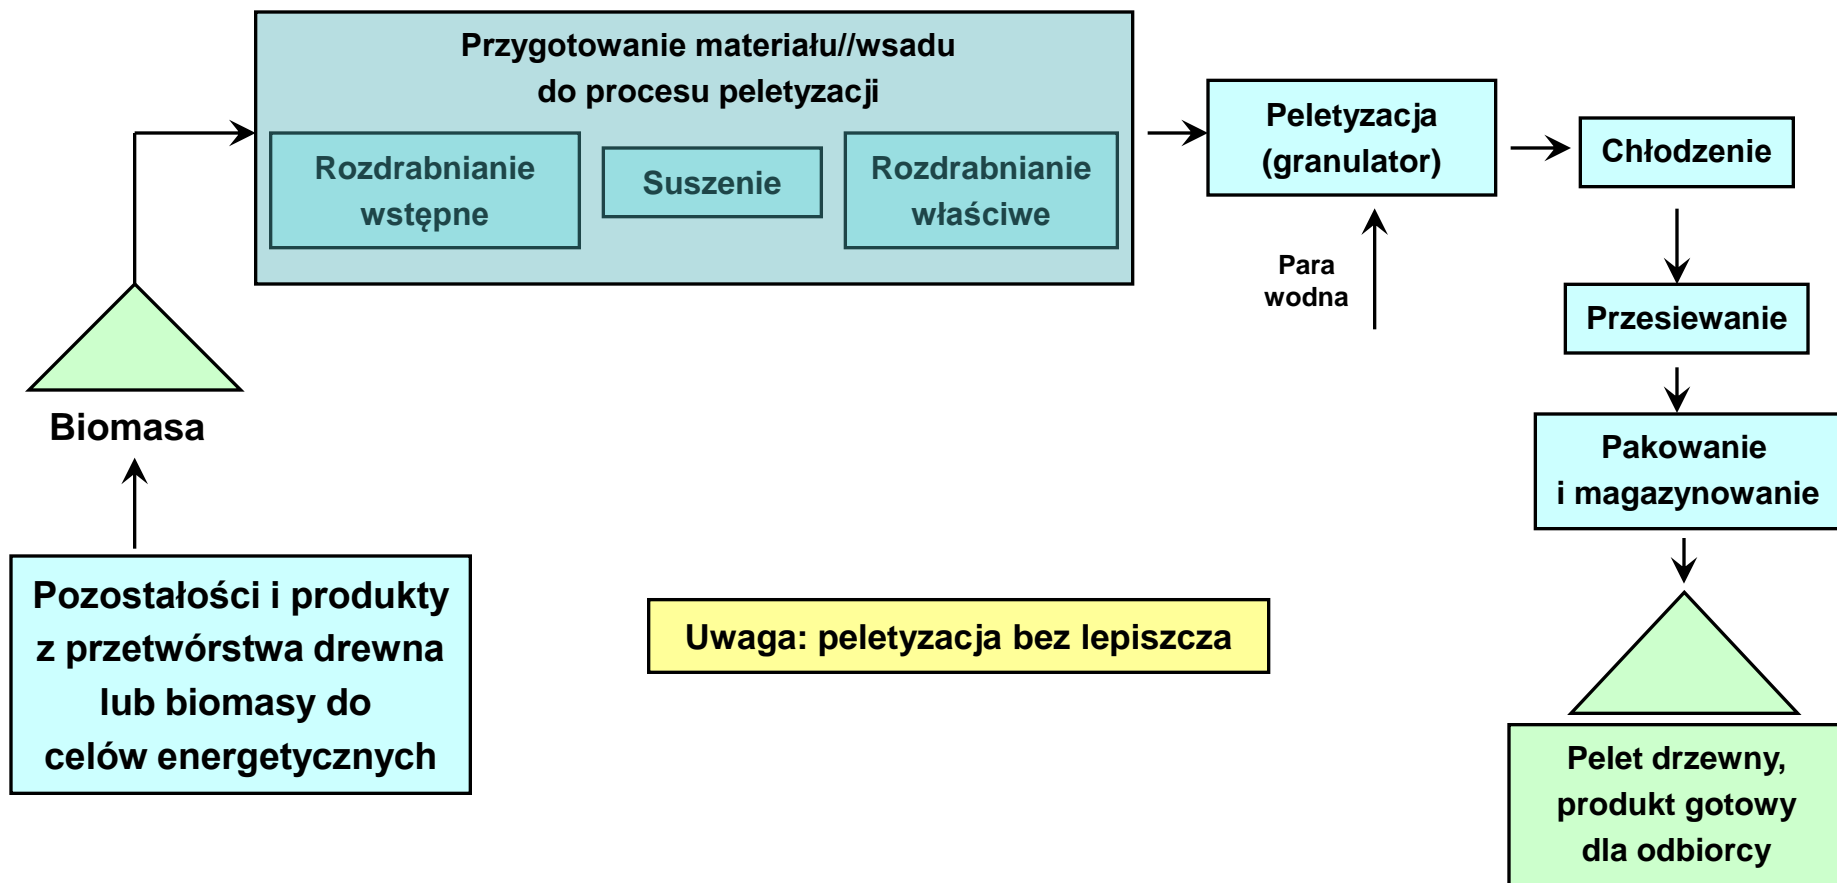 Przygotowanie materiału//wsadu
do procesu peletyzacji
Rozdrabnianie
wstępne
Suszenie
Rozdrabnianie
właściwe
Peletyzacja
(granulator)
Chłodzenie
Para
wodna
Przesiewanie
Pakowanie
i magazynowanie
Biomasa
Pozostałości i produkty
z przetwórstwa drewna
lub biomasy do
celów energetycznych
Uwaga: peletyzacja bez lepiszcza
Pelet drzewny,
produkt gotowy
dla odbiorcy